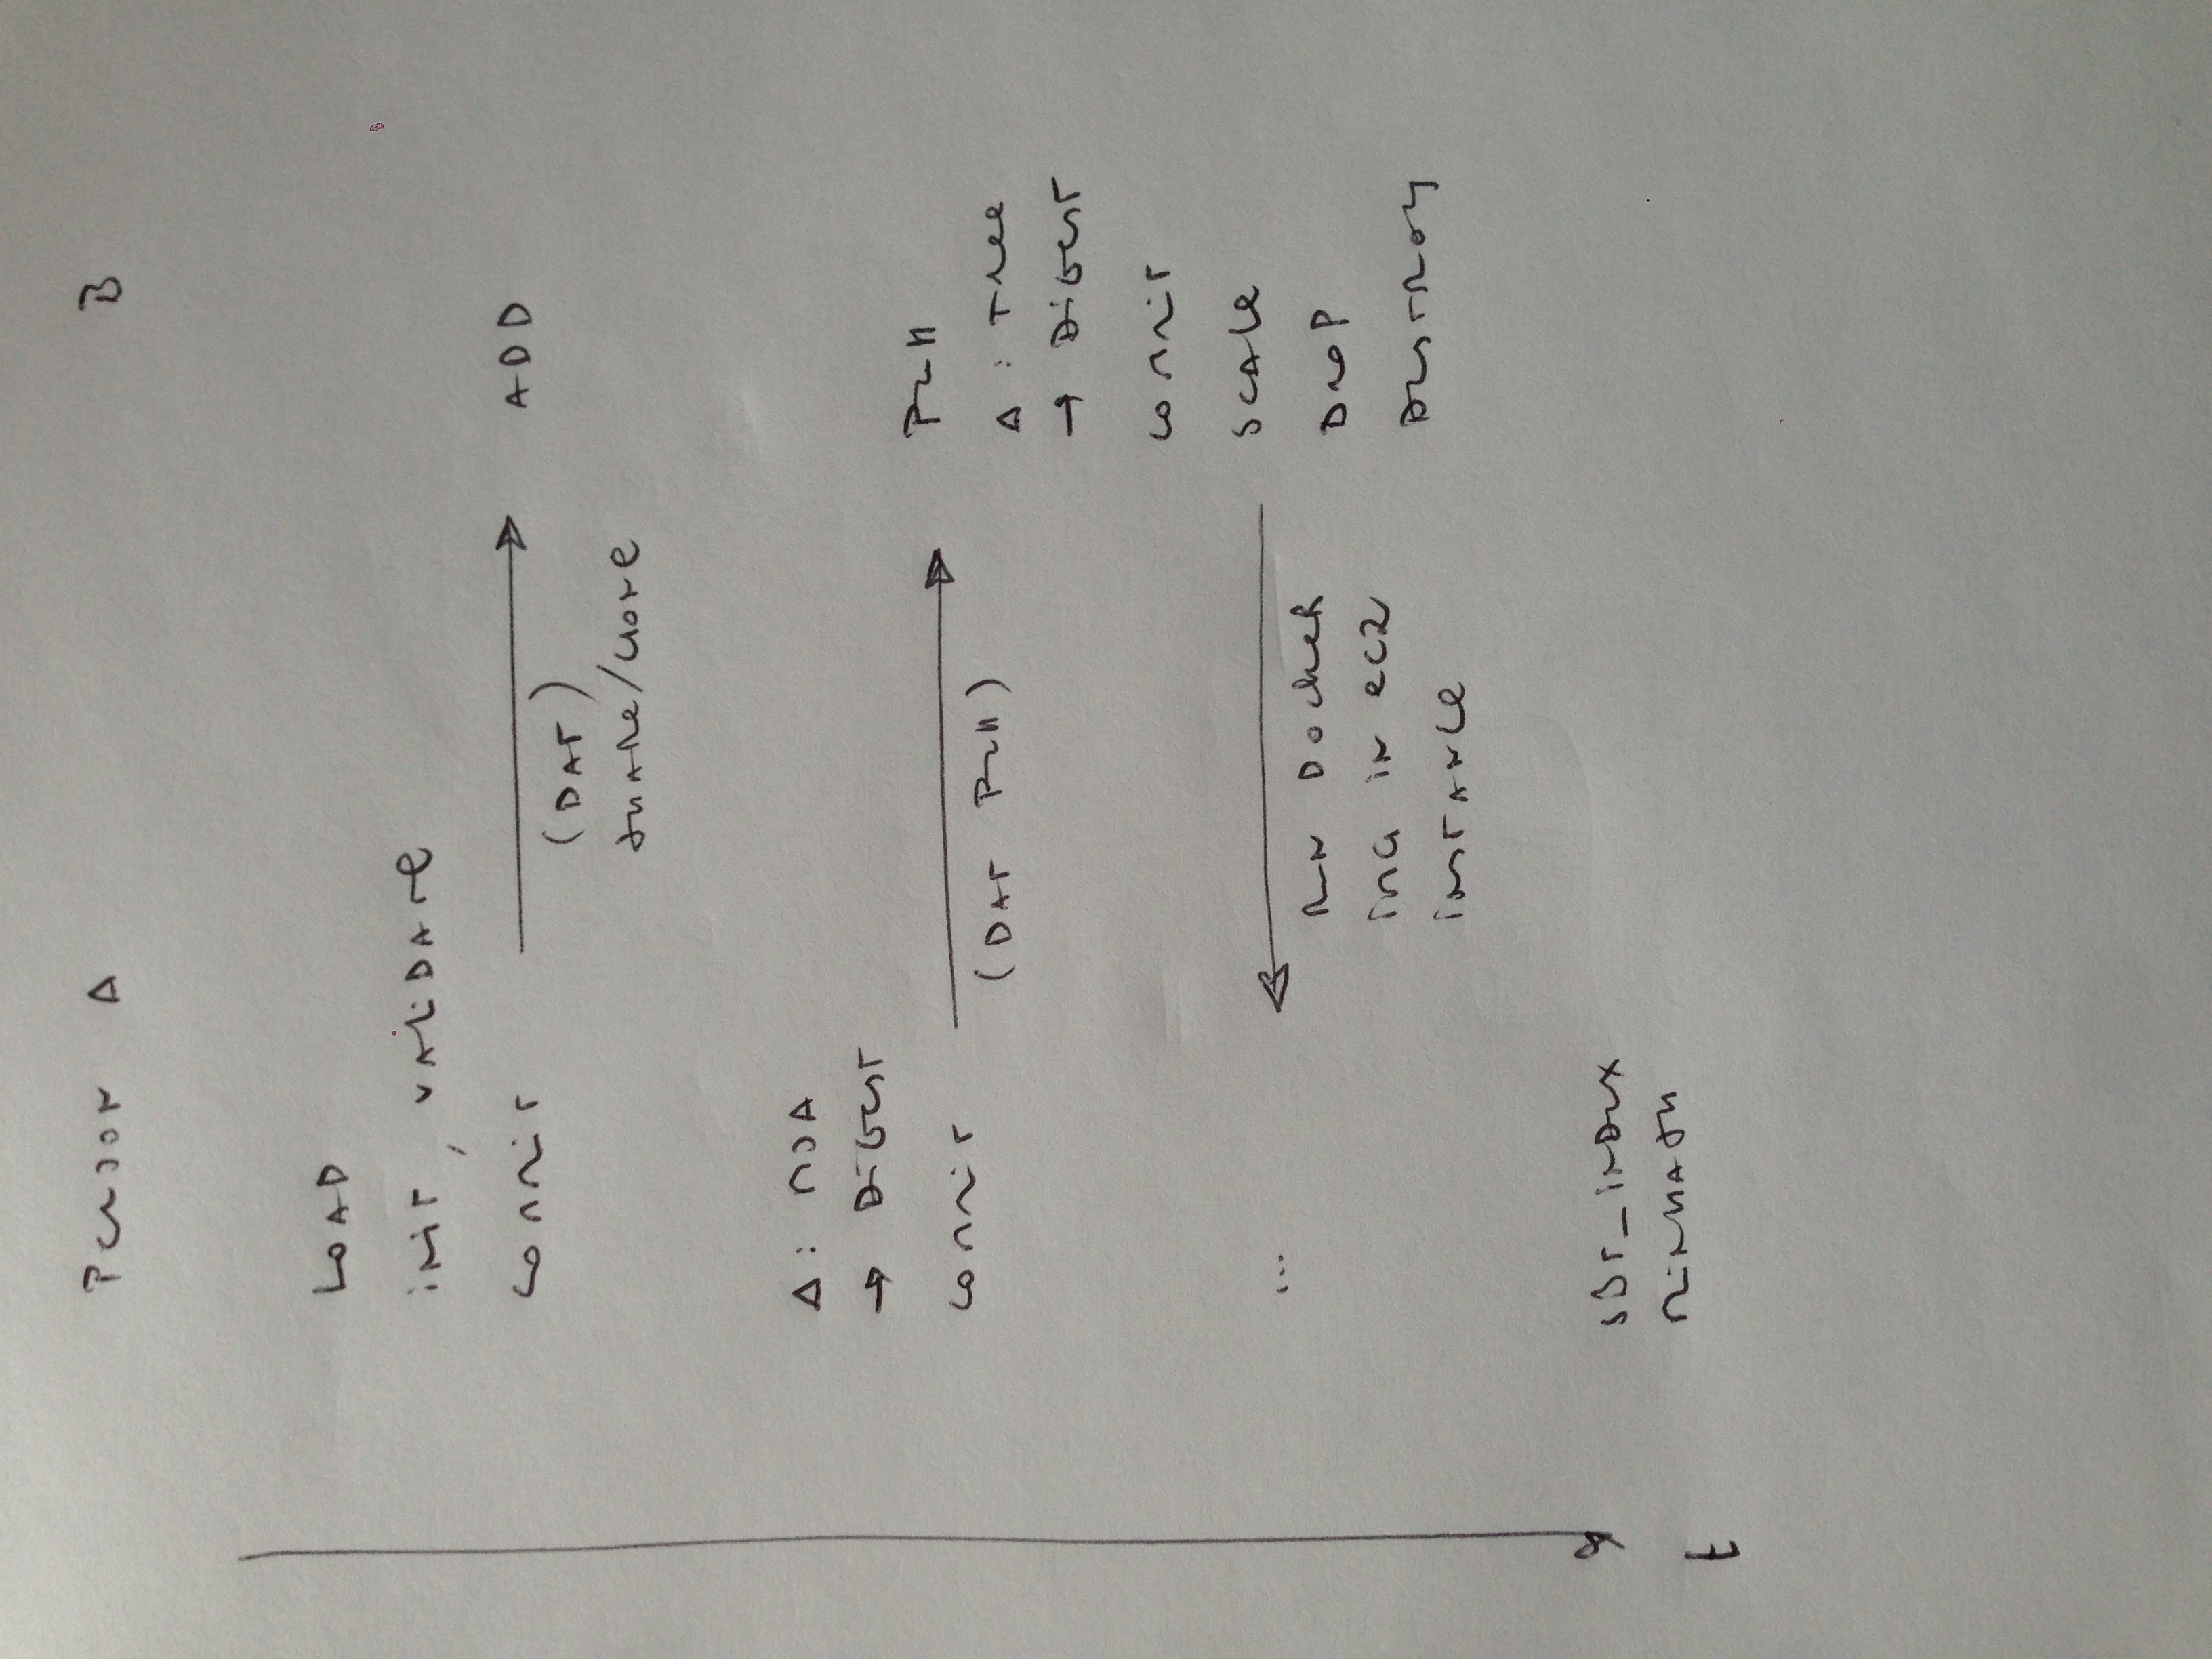 PERSON A B
LOAD
iNiT, VALiDATe
COMMiT ADD
(DAT)
SHARe/CLONe
Δ: MSA
→ DiGEST
PULL
COMMiT
(DAT PULL)
Δ: TRee
→ DiGEST
COMMiT
SCALe
...
RUN DockeR
DROP
iMG iN eC2
DESTROY
iNSTANCe
SBT_iNDEX
MiNHASH
t